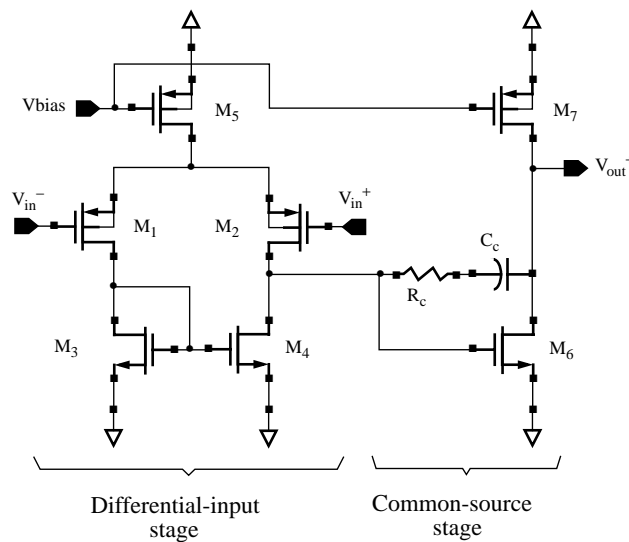 Vbias
M5
M7
Vout-
Vin-
M1
M2
Vin+
Cc
Rc
M3
M4
M6
Differential-input
stage
Common-source
stage